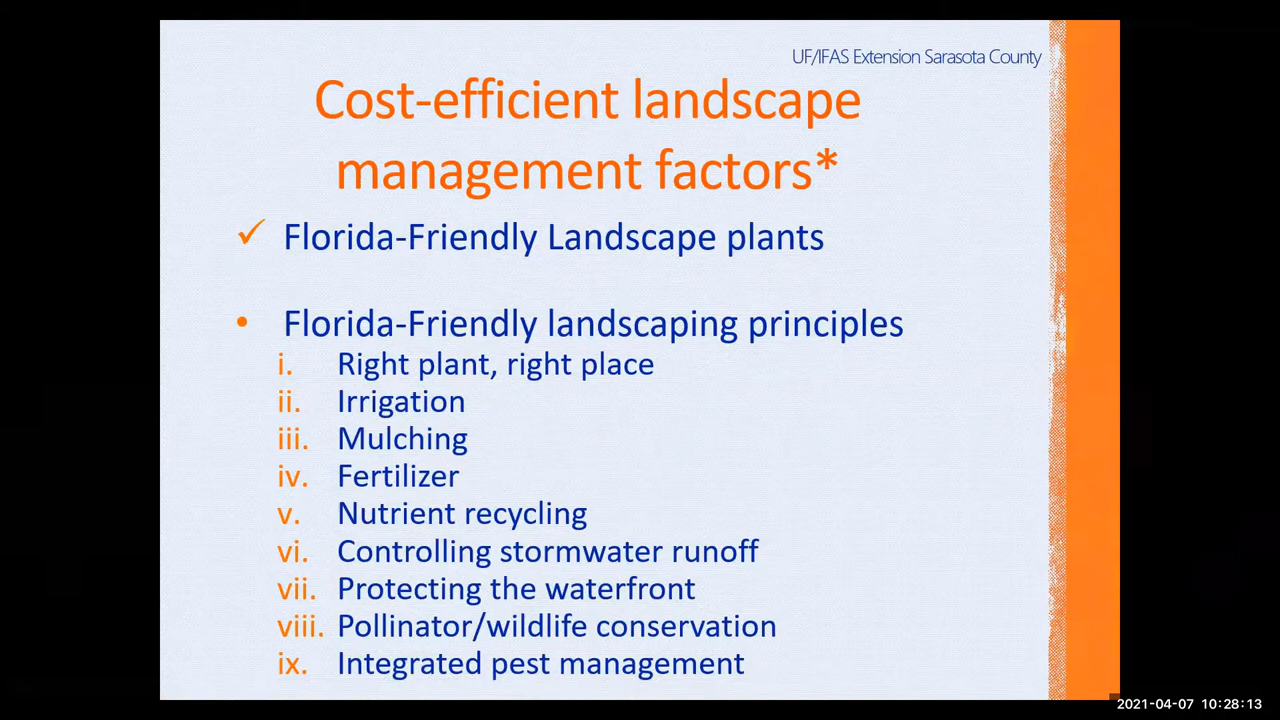 UF/IFAS Extension Sarasota County
Cost-efficient landscape
management factors*
✓ Florida-Friendly Landscape plants
• Florida-Friendly landscaping principles
i. Right plant, right place
ii. Irrigation
iii. Mulching
iv. Fertilizer
v. Nutrient recycling
vi. Controlling stormwater runoff
vii. Protecting the waterfront
viii. Pollinator/wildlife conservation
ix. Integrated pest management
2021-04-07 10:28:13